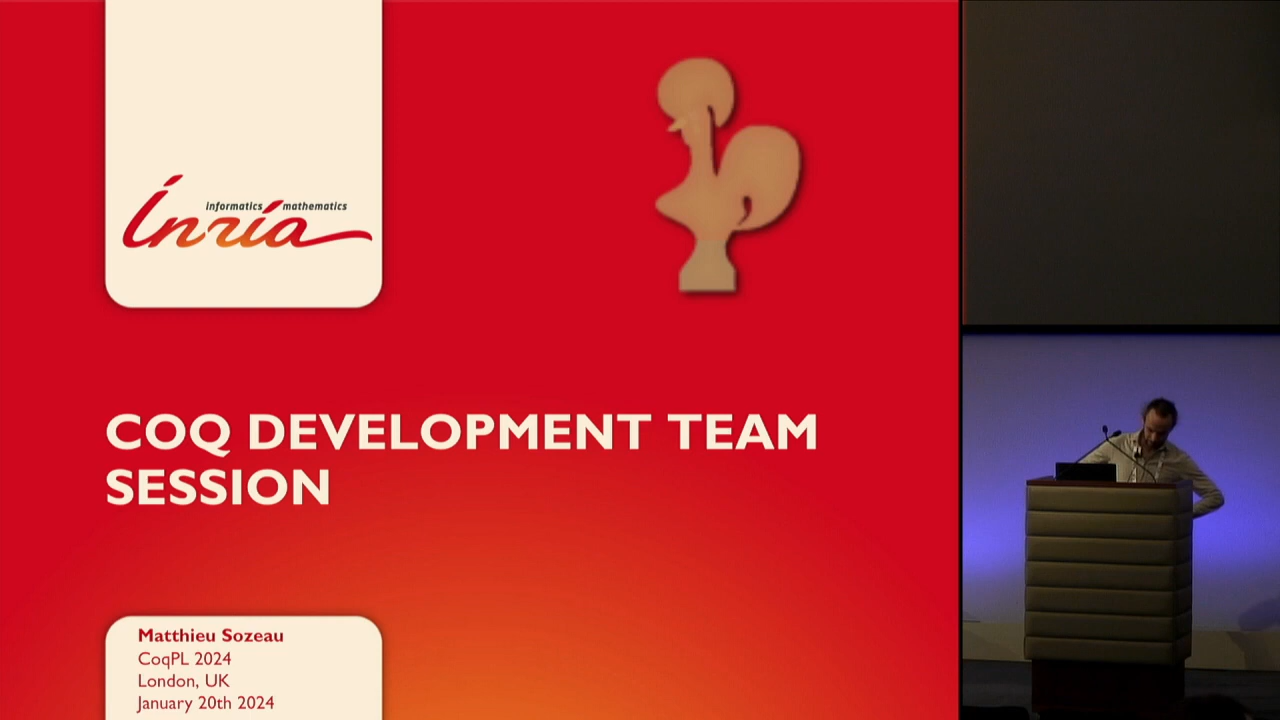 informatics mathematics
Inria
COQ DEVELOPMENT TEAM
SESSION
Matthieu Sozeau
CoqPL 2024
London, UK
January 20th 2024